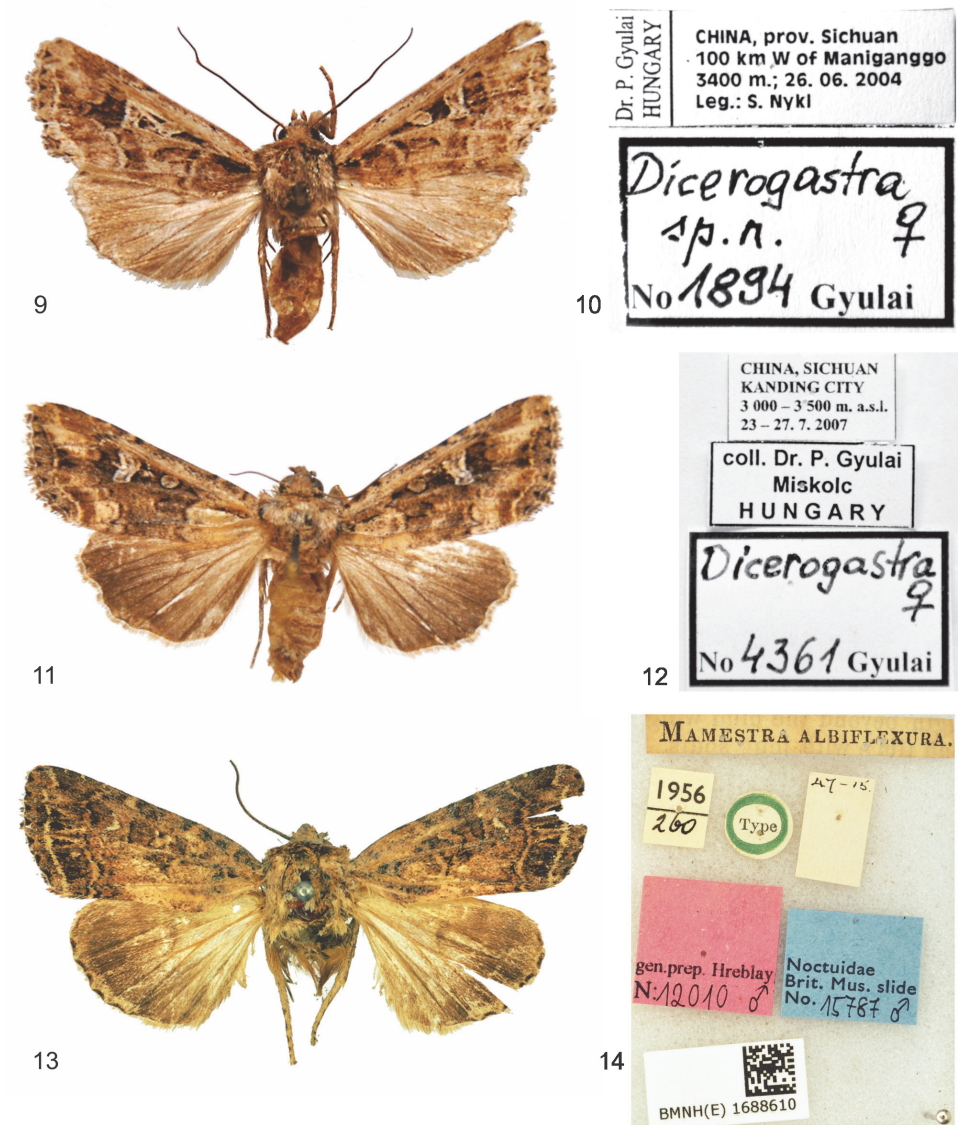 Dr. P. Gyulai
HUNGARY
CHINA, prov. Sichuan
100 km W of Maniganggo
3400 m.; 26. 06. 2004
Leg.: S. Nykl
Dicerogastra
♀
sp. n.
No 1894 Gyulai
9
10
CHINA, SICHUAN
KANDING CITY
3 000 – 3 500 m. a.s.l.
23 – 27. 7. 2007
coll. Dr. P. Gyulai
Miskolc
HUNGARY
Dicerogastra
♀
No 4361 Gyulai
11
12
MAMESTRA ALBIFLEXURA.
1956
260
Type
47-15.
gen.prep. Hreblay
N:12010 ♂
Noctuidae
Brit. Mus. slide
No. 15787 ♂
BMNH(E) 1688610
13
14